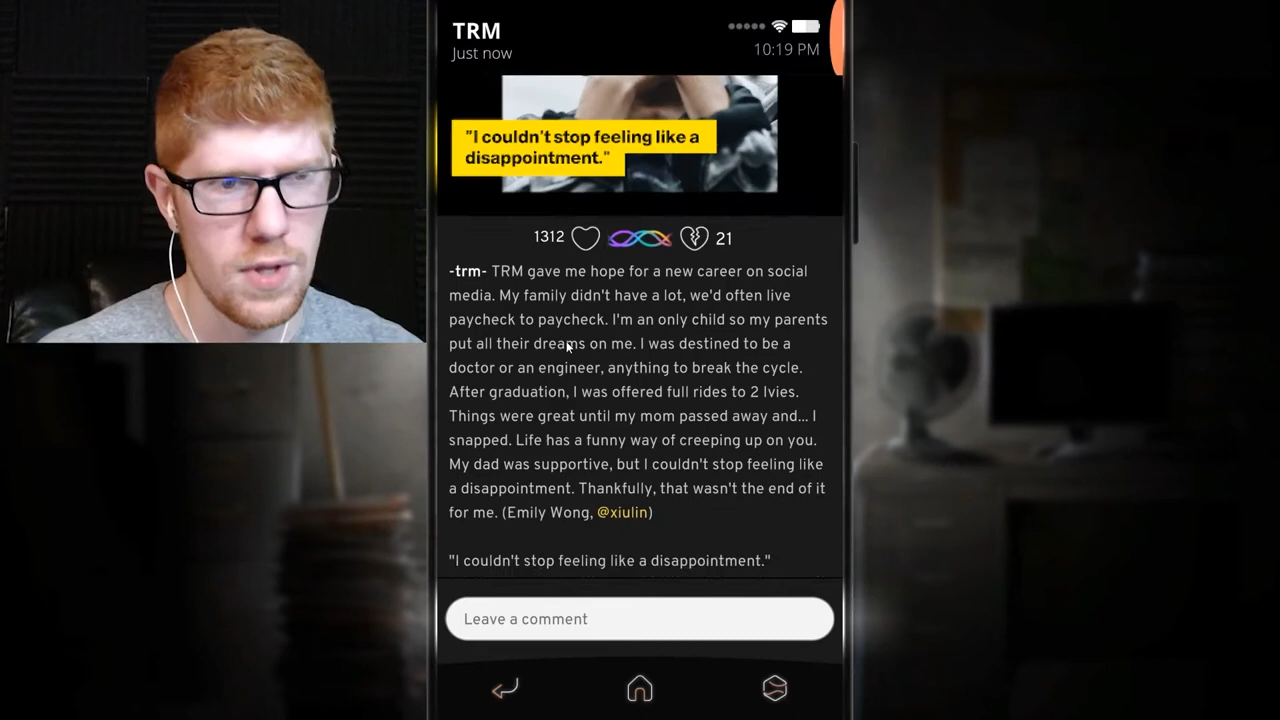 TRM
Just now
10:19 PM
"I couldn't stop feeling like a
disappointment."
1312
21
-trm- TRM gave me hope for a new career on social
media. My family didn't have a lot, we'd often live
paycheck to paycheck. I'm an only child so my parents
put all their dreams on me. I was destined to be a
doctor or an engineer, anything to break the cycle.
After graduation, I was offered full rides to 2 Ivies.
Things were great until my mom passed away and... I
snapped. Life has a funny way of creeping up on you.
My dad was supportive, but I couldn't stop feeling like
a disappointment. Thankfully, that wasn't the end of it
for me. (Emily Wong, @xiulin)
"I couldn't stop feeling like a disappointment."
Leave a comment